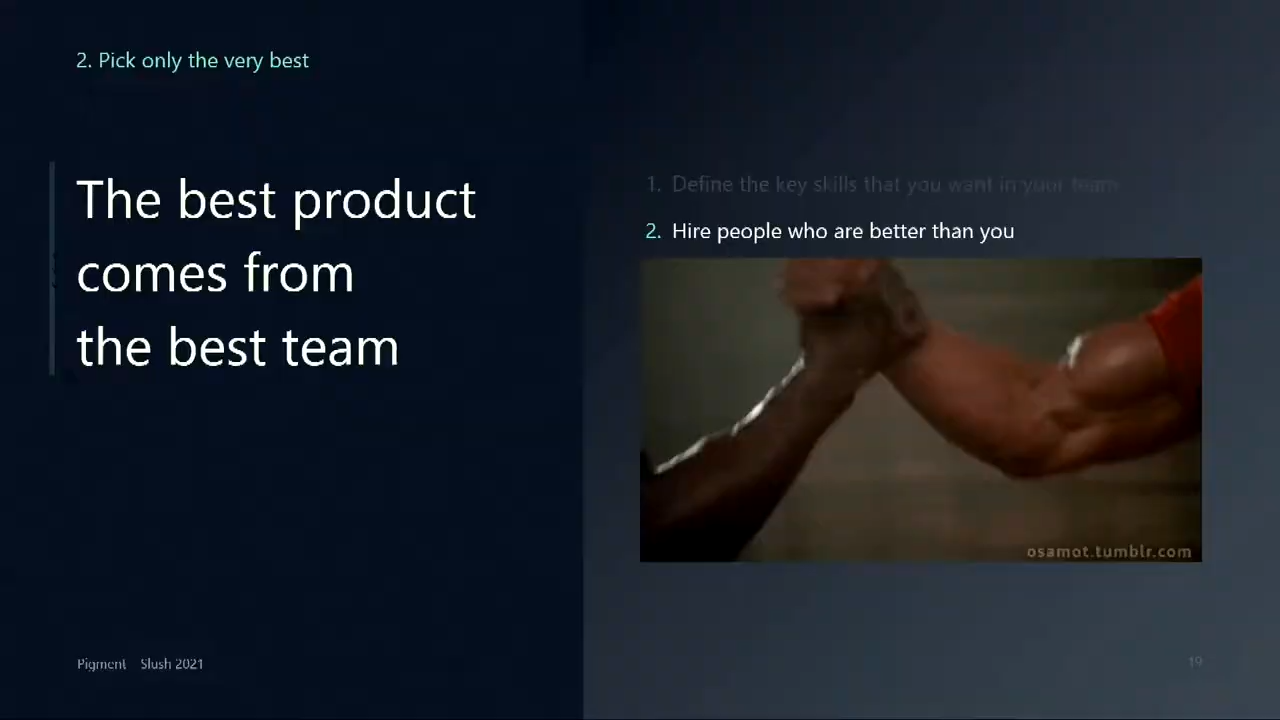 2. Pick only the very best
The best product
comes from
the best team
1. Define the key skills that you want in your team
2. Hire people who are better than you
osamot.tumblr.com
Pigment Slush 2021
19